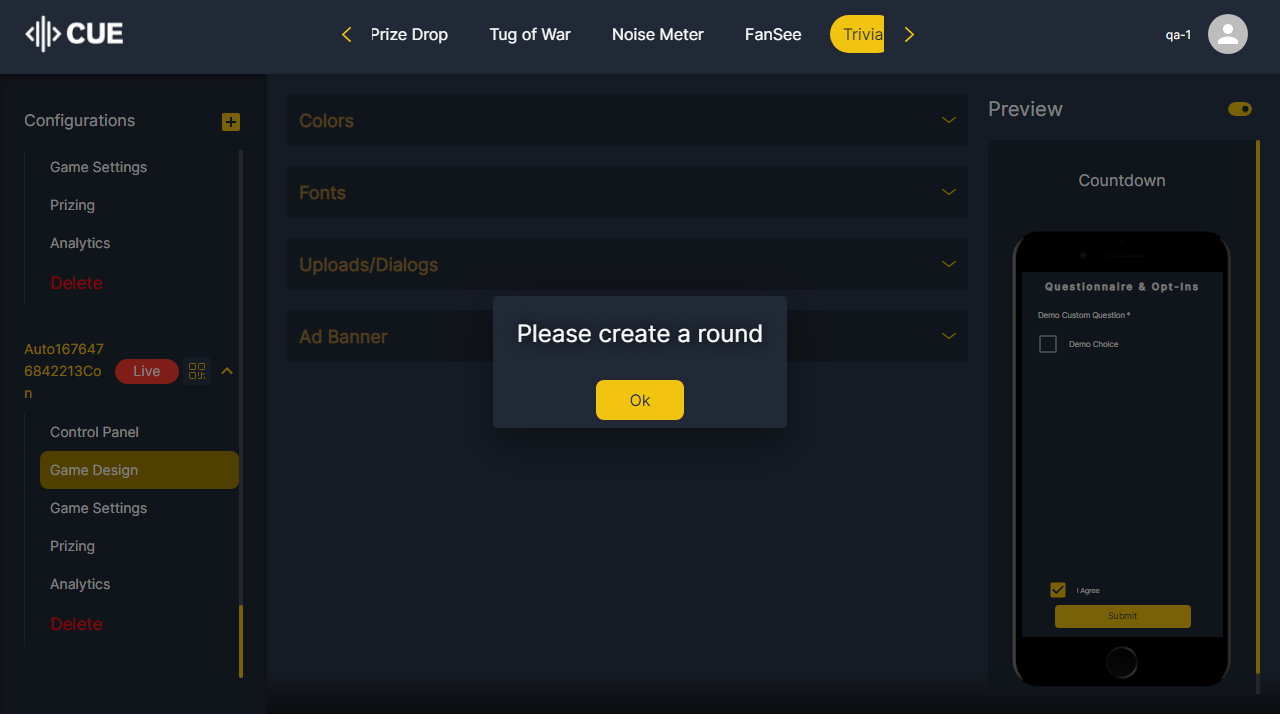 CUE
Prize Drop
Tug of War
Noise Meter
FanSee
Trivia
qa-1
Configurations
Game Settings
Prizing
Analytics
Delete
Auto167647
6842213Co
n
Live
Control Panel
Game Design
Game Settings
Prizing
Analytics
Delete
Colors
Fonts
Uploads/Dialogs
Ad Banner
Please create a round
Ok
Preview
Countdown
Questionnaire & Opt-Ins
Demo Custom Question*
Demo Choice
I Agree
Submit